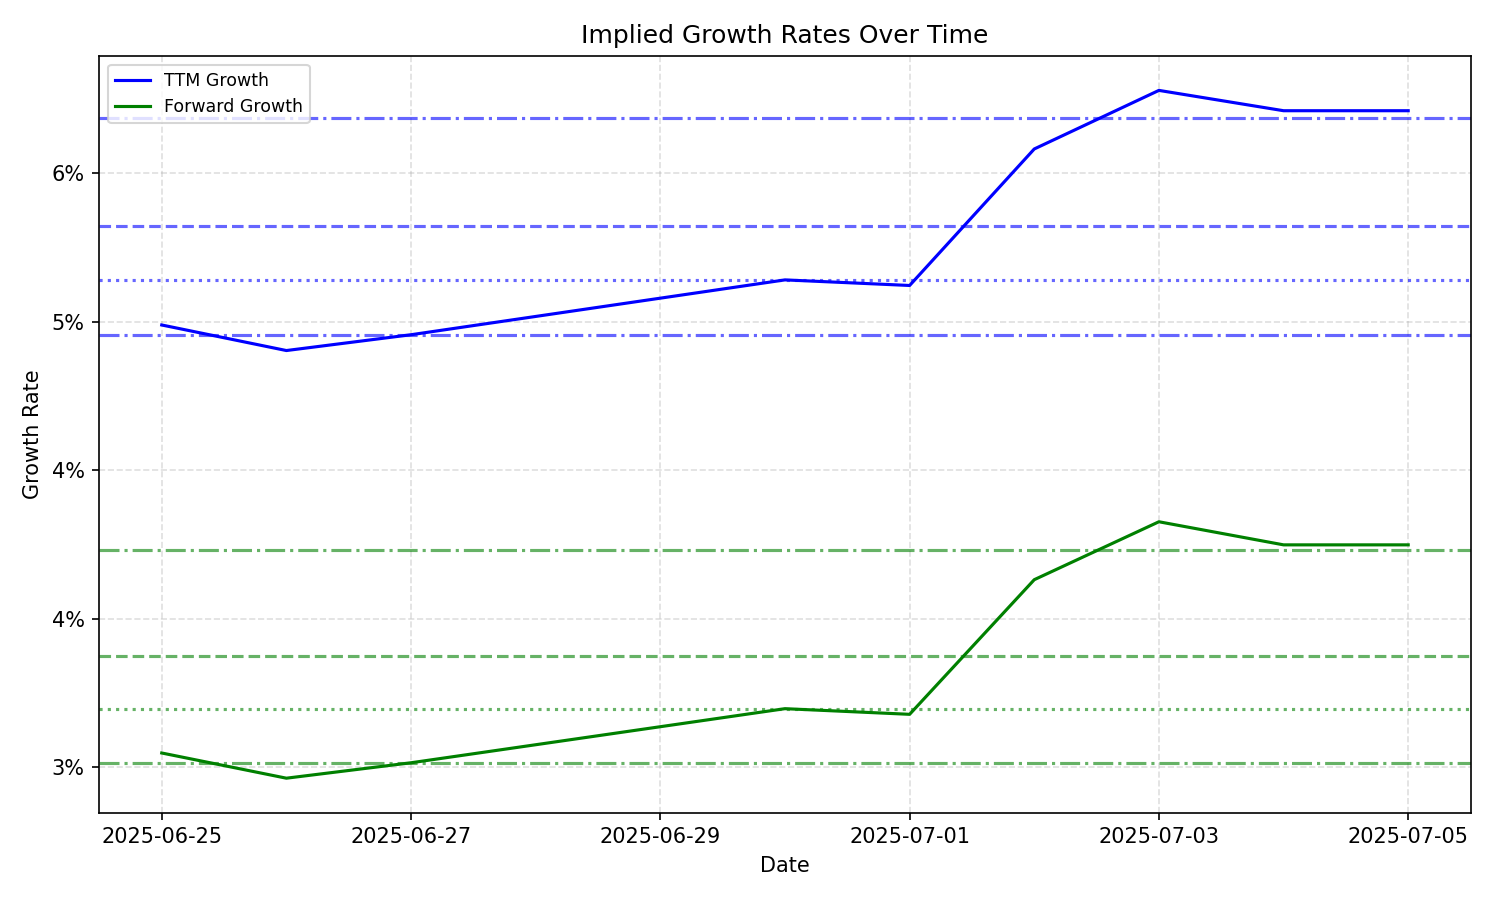 Implied Growth Rates Over Time
TTM Growth
Forward Growth
6%
5%
4%
4%
3%
Growth Rate
2025-06-25
2025-06-27
2025-06-29
2025-07-01
2025-07-03
2025-07-05
Date